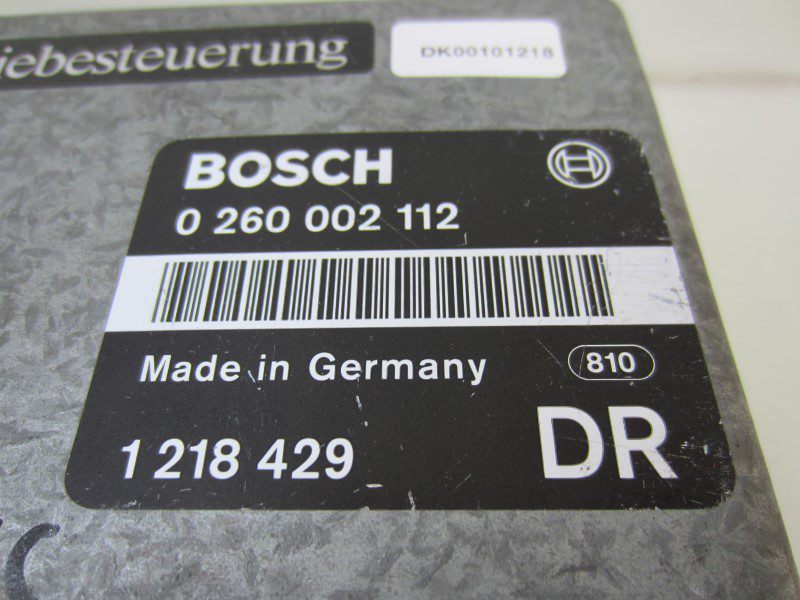 iebesteuerung
DK00101218
BOSCH
0 260 002 112
Made in Germany
810
1 218 429
DR